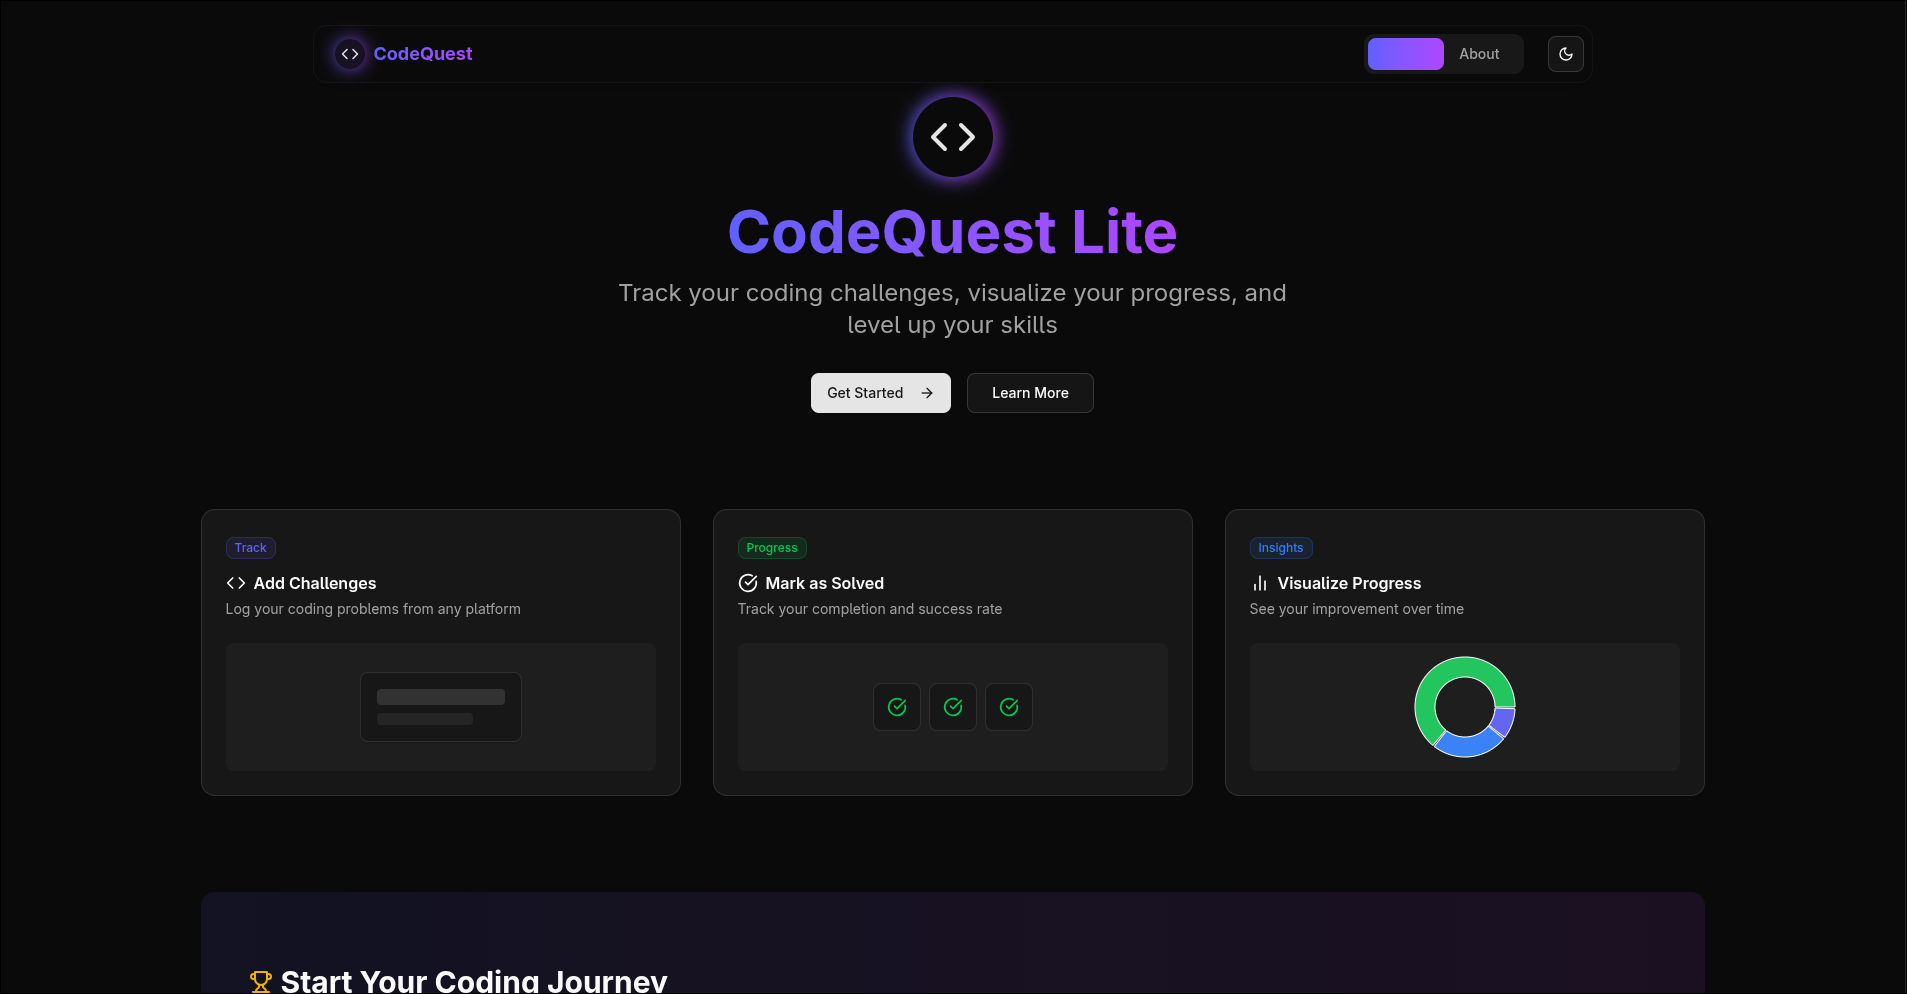 CodeQuest
About
CodeQuest Lite
Track your coding challenges, visualize your progress, and
level up your skills
Get Started
Learn More
Track
Add Challenges
Log your coding problems from any platform
Progress
Mark as Solved
Track your completion and success rate
Insights
Visualize Progress
See your improvement over time
Start Your Coding Journey